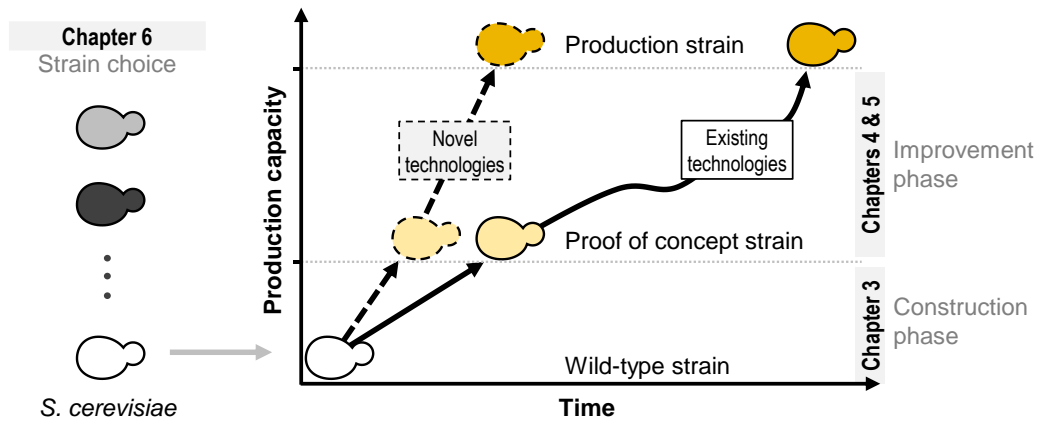 Chapter 6
Strain choice
S. cerevisiae
Production capacity
Production strain
Novel
technologies
Existing
technologies
Proof of concept strain
Wild-type strain
Time
Chapters 4 & 5
Improvement
phase
Chapter 3
Construction
phase